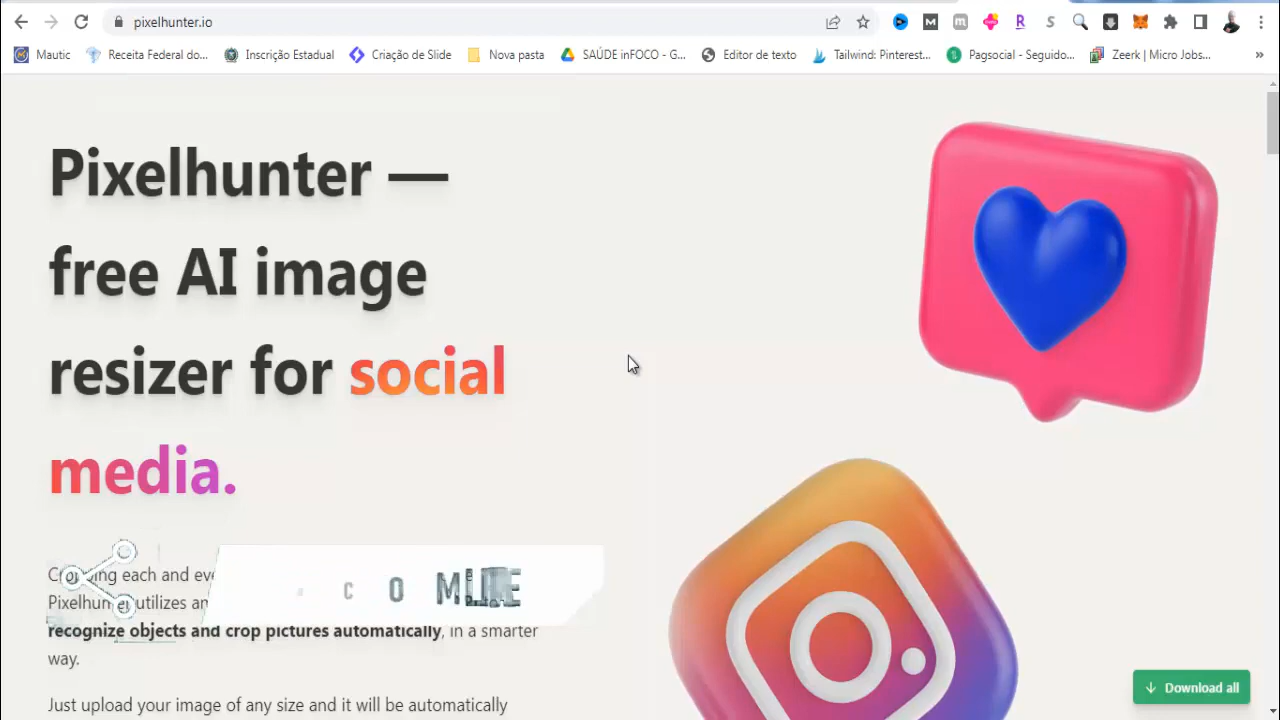 pixelhunter.io
Mautic Receita Federal do... Inscrição Estadual Criação de Slide Nova pasta SAÚDE inFOCO - G... Editor de texto Tailwind: Pinterest... Pagsocial - Seguido... Zeerk | Micro Jobs... »
Pixelhunter —
free AI image
resizer for social
media.
each and
Pixelhunter utilizes
recognize objects and crop pictures automatically, in a smarter
way.
Just upload your image of any size and it will be automatically
Download all